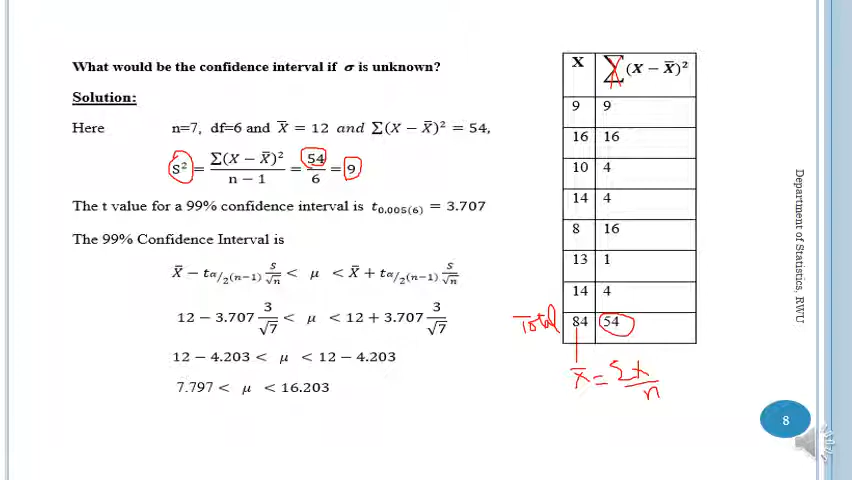 What would be the confidence interval if σ is unknown?
Solution:
Here n=7, df=6 and X̄ = 12 and ∑(X − X̄)² = 54,
S² = ∑(X − X̄)² / n − 1 = 54 / 6 = 9
The t value for a 99% confidence interval is t₀.₀₀₅₍₆₎ = 3.707
The 99% Confidence Interval is
X̄ − t_α/2(n−1) s/√n < μ < X̄ + t_α/2(n−1) s/√n
12 − 3.707 3/√7 < μ < 12 + 3.707 3/√7
12 − 4.203 < μ < 12 − 4.203
7.797 < μ < 16.203
X ∑(X − X̄)²
9 9
16 16
10 4
14 4
8 16
13 1
14 4
Total 84 54
x̄ = Σx / n
Department of Statistics, RWU
8